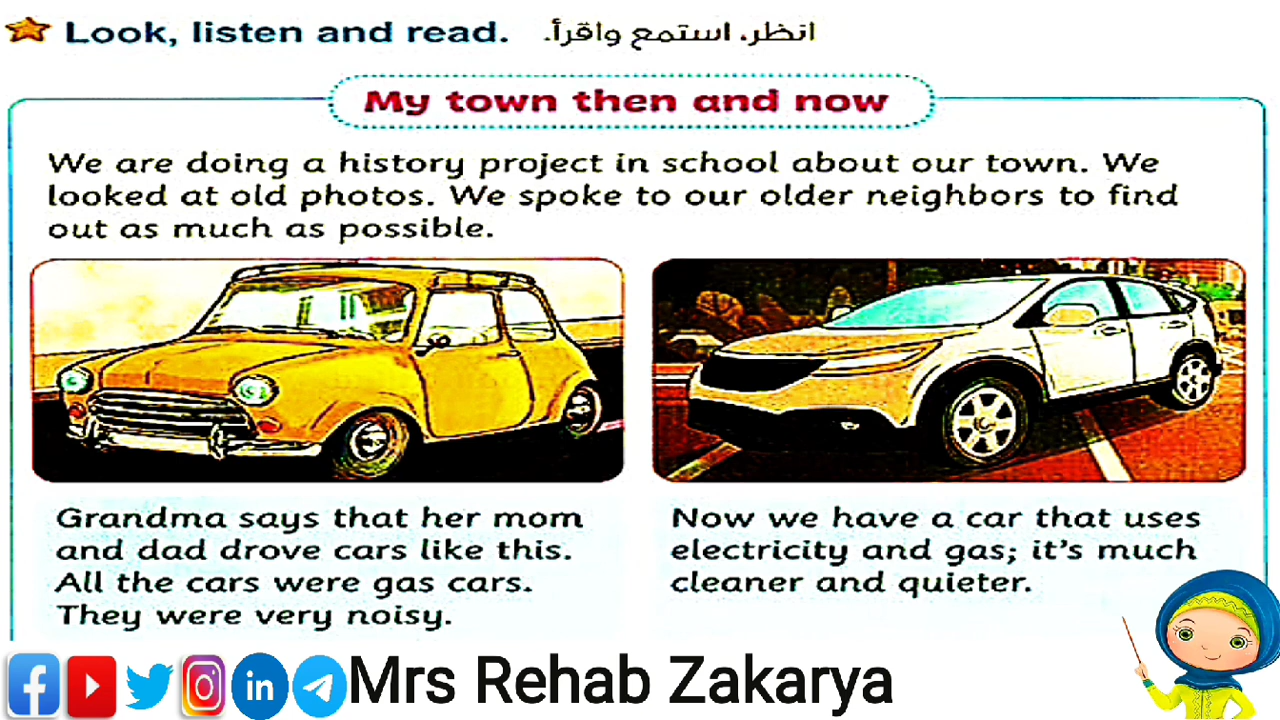 Look, listen and read. انظر، استمع واقرأ.
My town then and now
We are doing a history project in school about our town. We
looked at old photos. We spoke to our older neighbors to find
out as much as possible.
Grandma says that her mom
and dad drove cars like this.
All the cars were gas cars.
They were very noisy.
Now we have a car that uses
electricity and gas; it's much
cleaner and quieter.
Mrs Rehab Zakarya